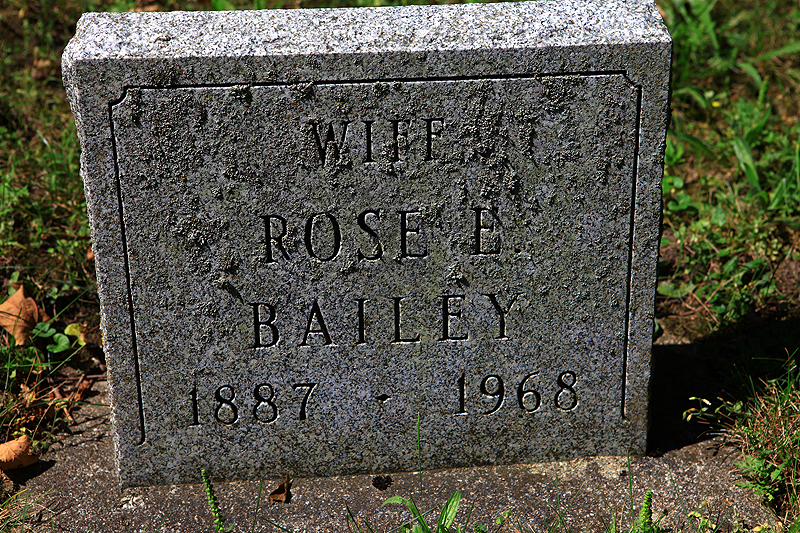 WIFE
ROSE E
BAILEY
1887 - 1968